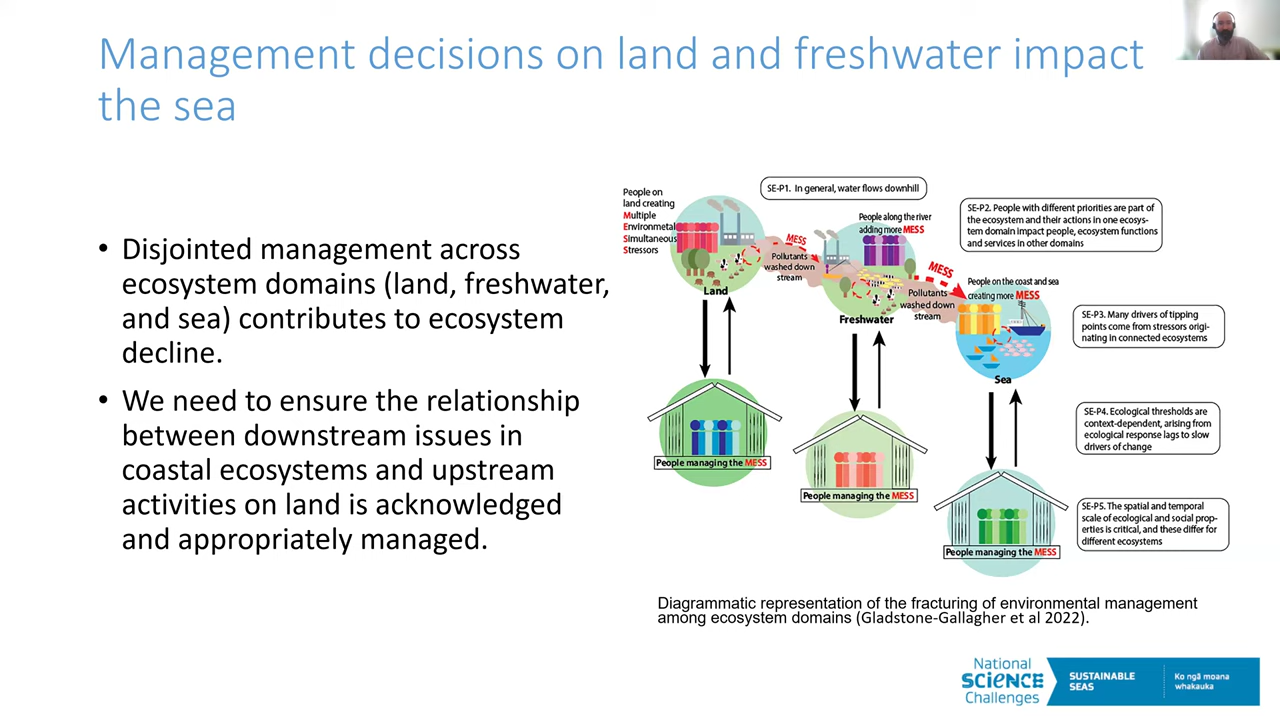 Management decisions on land and freshwater impact
the sea
• Disjointed management across
ecosystem domains (land, freshwater,
and sea) contributes to ecosystem
decline.
• We need to ensure the relationship
between downstream issues in
coastal ecosystems and upstream
activities on land is acknowledged
and appropriately managed.
People on
land creating
Multiple
Environmetal
Simultaneous
Stressors
SE-P1. In general, water flows downhill
MESS
Pollutants
washed down
stream
Land
People along the river
adding more MESS
MESS
Pollutants
washed down
stream
Freshwater
People on the coast and sea
creating more MESS
Sea
People managing the MESS
People managing the MESS
People managing the MESS
SE-P2. People with different priorities are part of
the ecosystem and their actions in one ecosys-
tem domain impact people, ecosystem functions
and services in other domains
SE-P3. Many drivers of tipping
points come from stressors origi-
nating in connected ecosystems
SE-P4. Ecological thresholds are
context-dependent, arising from
ecological response lags to slow
drivers of change
SE-P5. The spatial and temporal
scale of ecological and social prop-
erties is critical, and these differ for
different ecosystems
Diagrammatic representation of the fracturing of environmental management
among ecosystem domains (Gladstone-Gallagher et al 2022).
National
SCIENCE
Challenges
SUSTAINABLE
SEAS
Ko ngā moana
whakauka